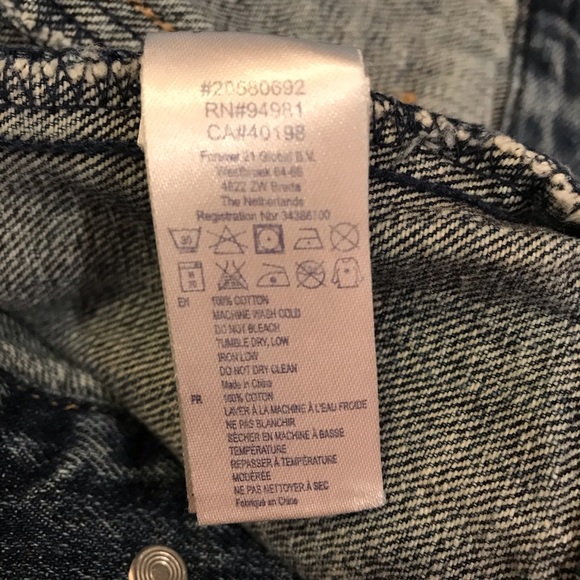 #20580692
RN#94981
CA#40198
Forever 21 Global B.V.
Westbroek 64-66
4822 ZW Breda
The Netherlands
Registration Nbr 34386100
30
EN 100% COTTON
MACHINE WASH COLD
DO NOT BLEACH
TUMBLE DRY, LOW
IRON LOW
DO NOT DRY CLEAN
Made in China
FR 100% COTON
LAVER À LA MACHINE À L'EAU FROIDE
NE PAS BLANCHIR
SÉCHER EN MACHINE À BASSE
TEMPÉRATURE
REPASSER À TEMPÉRATURE
MODÉRÉE
NE PAS NETTOYER À SEC
Fabriqué en Chine